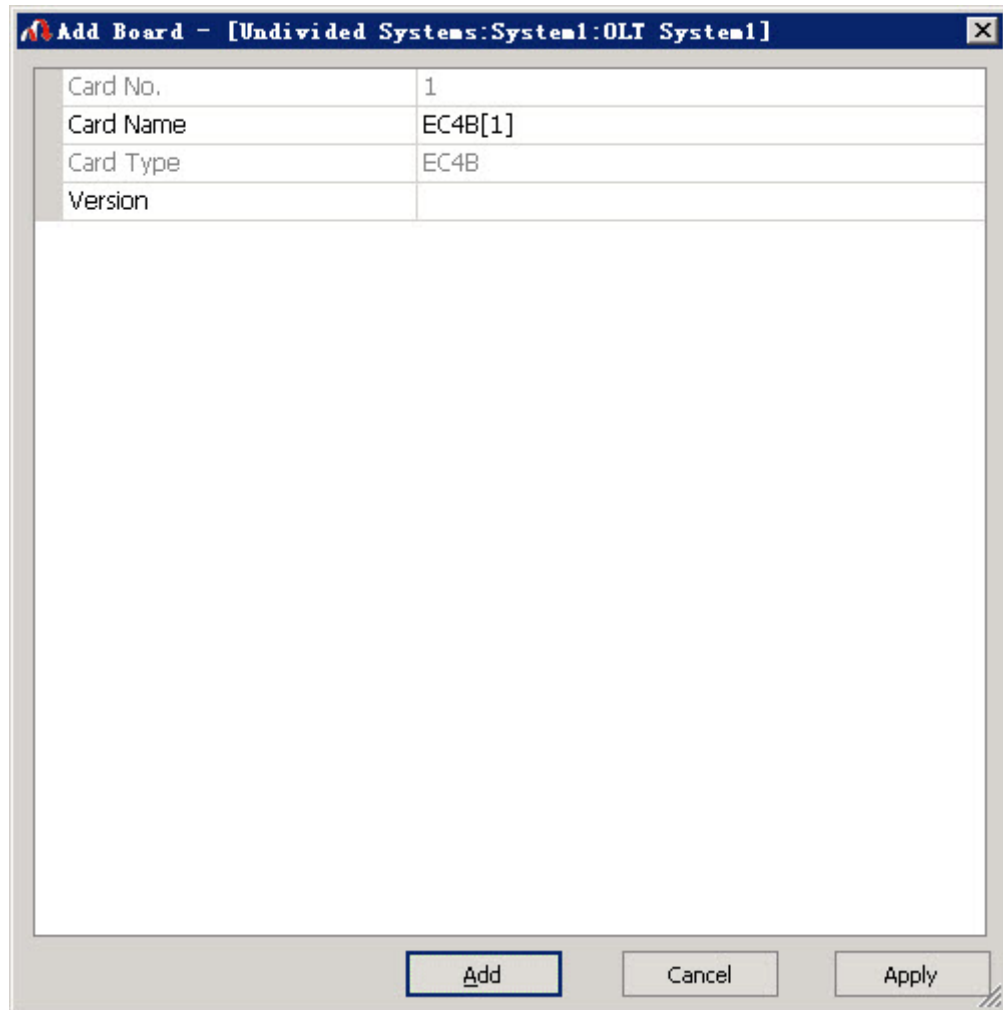 Add Board - [Undivided Systems:System1:OLT System1]
Card No. 1
Card Name EC4B[1]
Card Type EC4B
Version
Add Cancel Apply